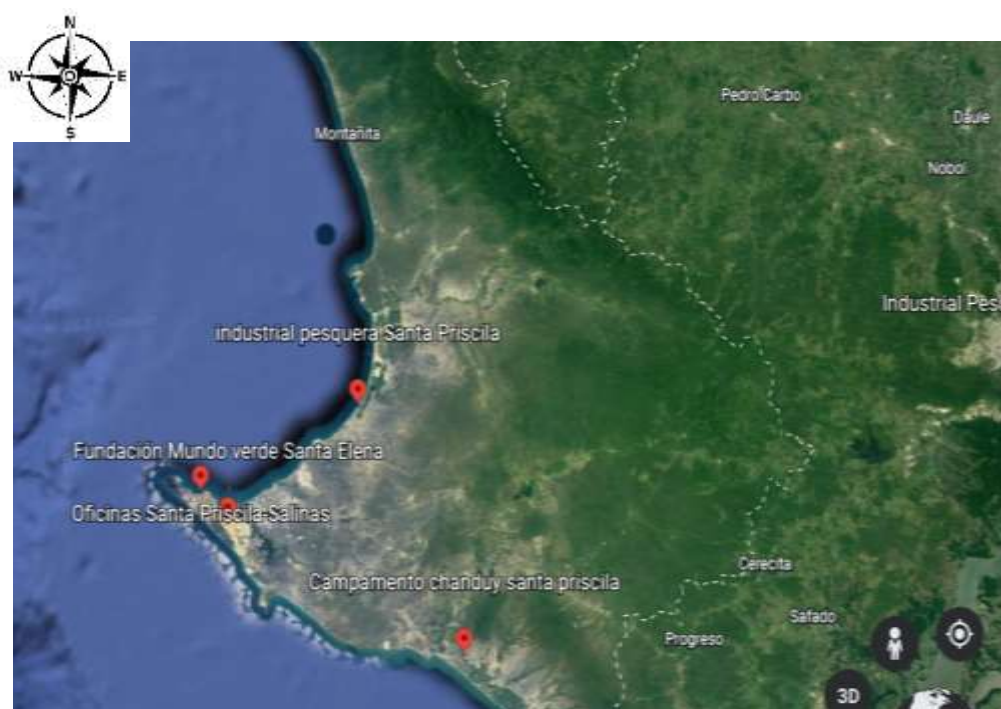 N
W E
S
Pedro Carbo
Daule
Montañita
Nobol
Industrial Pes
industrial pesquera Santa Priscila
Fundación Mundo verde Santa Elena
Oficinas Santa Priscila-Salinas
Cerecita
Campamento chanduy santa priscila
Safado
Progreso
3D